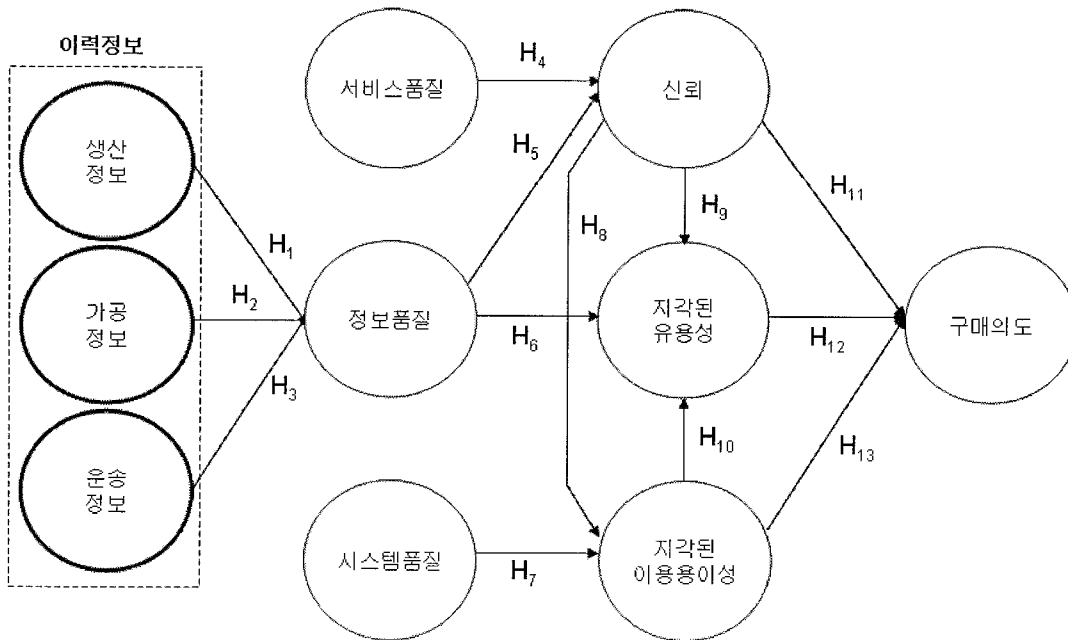 이력정보
생산
정보
가공
정보
운송
정보
H1
H2
H3
서비스품질
정보품질
시스템품질
H4
H5
H6
H7
H8
신뢰
H9
지각된
유용성
H10
지각된
이용용이성
H11
H12
H13
구매의도